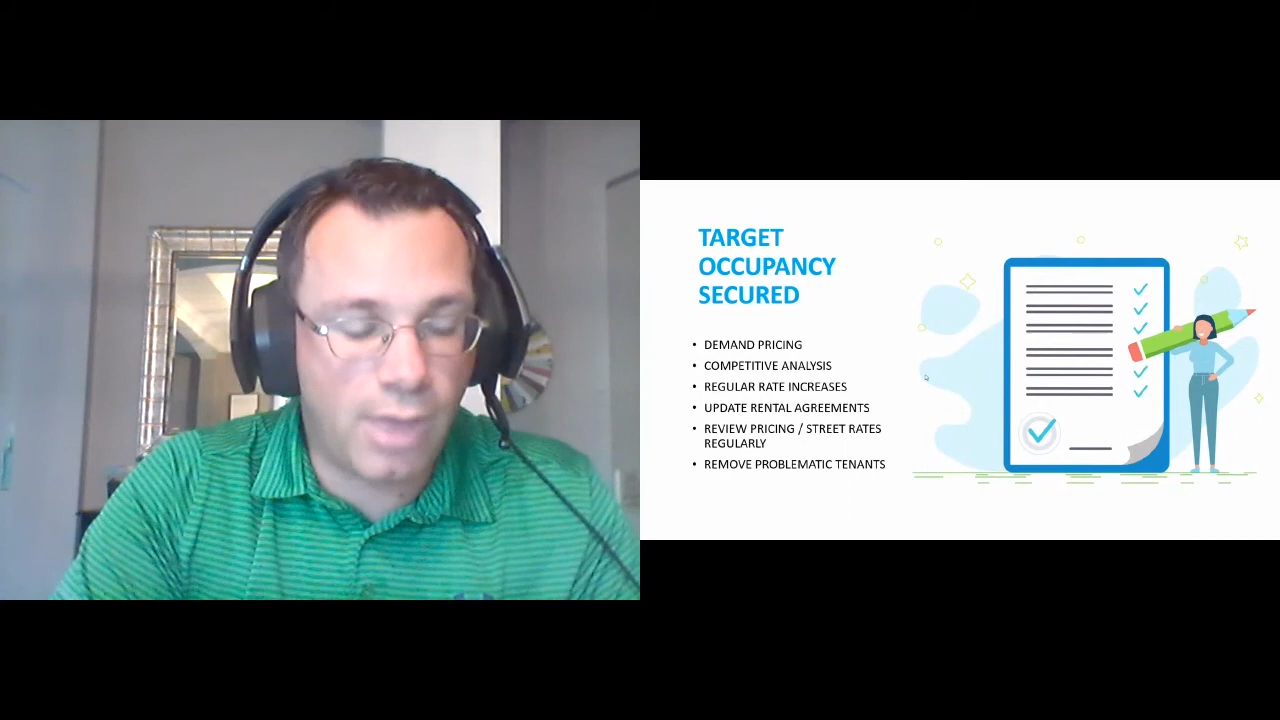 TARGET
OCCUPANCY
SECURED
• DEMAND PRICING
• COMPETITIVE ANALYSIS
• REGULAR RATE INCREASES
• UPDATE RENTAL AGREEMENTS
• REVIEW PRICING / STREET RATES
REGULARLY
• REMOVE PROBLEMATIC TENANTS